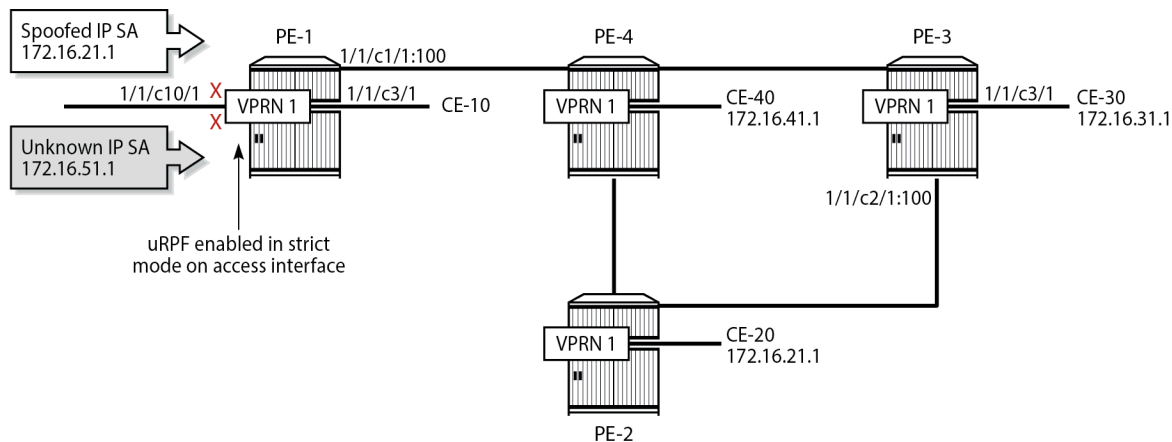 Spoofed IP SA
172.16.21.1
PE-1
PE-4
PE-3
1/1/c1/1:100
1/1/c10/1
X
X
VPRN 1
1/1/c3/1
CE-10
VPRN 1
CE-40
172.16.41.1
VPRN 1
1/1/c3/1
CE-30
172.16.31.1
Unknown IP SA
172.16.51.1
1/1/c2/1:100
uRPF enabled in strict
mode on access interface
VPRN 1
CE-20
172.16.21.1
PE-2